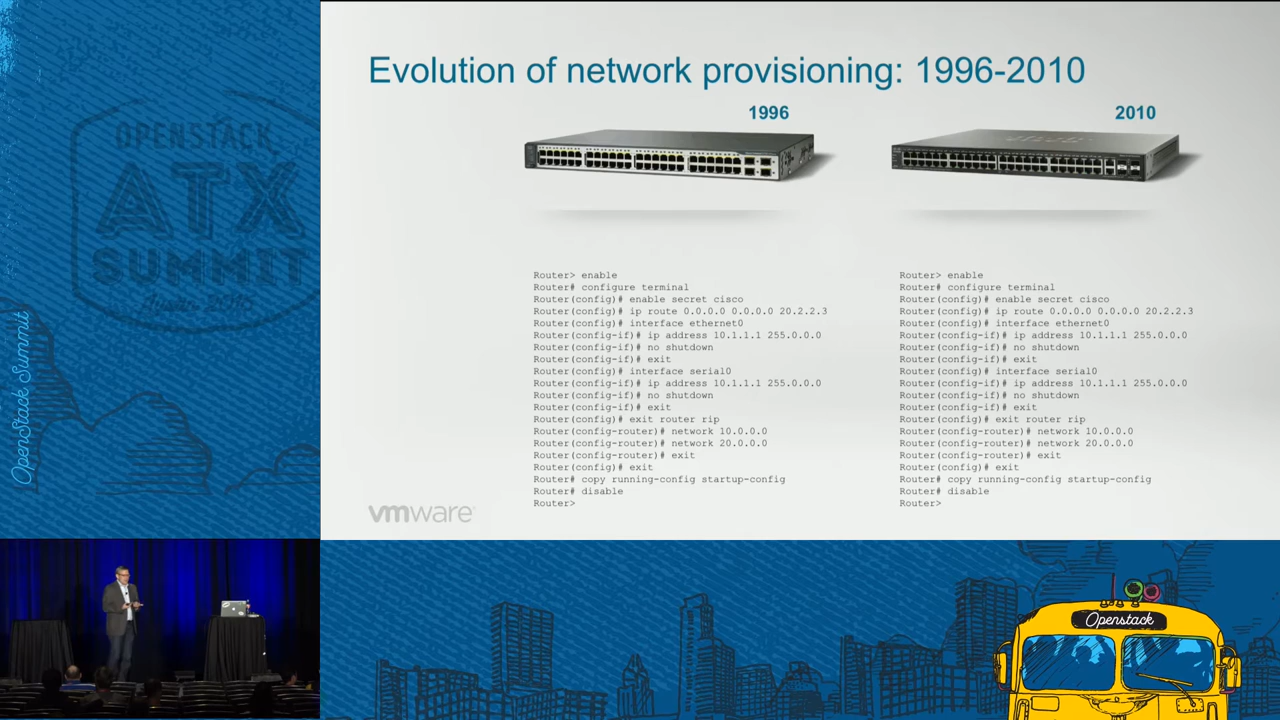 OPENSTACK
ATX
SUMMIT
OpenStack Summit
Evolution of network provisioning: 1996-2010
1996
2010
Router> enable
Router# configure terminal
Router(config)# enable secret cisco
Router(config)# ip route 0.0.0.0 0.0.0.0 20.2.2.3
Router(config)# interface ethernet0
Router(config-if)# ip address 10.1.1.1 255.0.0.0
Router(config-if)# no shutdown
Router(config-if)# exit
Router(config)# interface serial0
Router(config-if)# ip address 10.1.1.1 255.0.0.0
Router(config-if)# no shutdown
Router(config-if)# exit
Router(config)# exit router rip
Router(config-router)# network 10.0.0.0
Router(config-router)# network 20.0.0.0
Router(config-router)# exit
Router(config)# exit
Router# copy running-config startup-config
Router# disable
Router>
Router> enable
Router# configure terminal
Router(config)# enable secret cisco
Router(config)# ip route 0.0.0.0 0.0.0.0 20.2.2.3
Router(config)# interface ethernet0
Router(config-if)# ip address 10.1.1.1 255.0.0.0
Router(config-if)# no shutdown
Router(config-if)# exit
Router(config)# interface serial0
Router(config-if)# ip address 10.1.1.1 255.0.0.0
Router(config-if)# no shutdown
Router(config-if)# exit
Router(config)# exit router rip
Router(config-router)# network 10.0.0.0
Router(config-router)# network 20.0.0.0
Router(config-router)# exit
Router(config)# exit
Router# copy running-config startup-config
Router# disable
Router>
vmware
Openstack